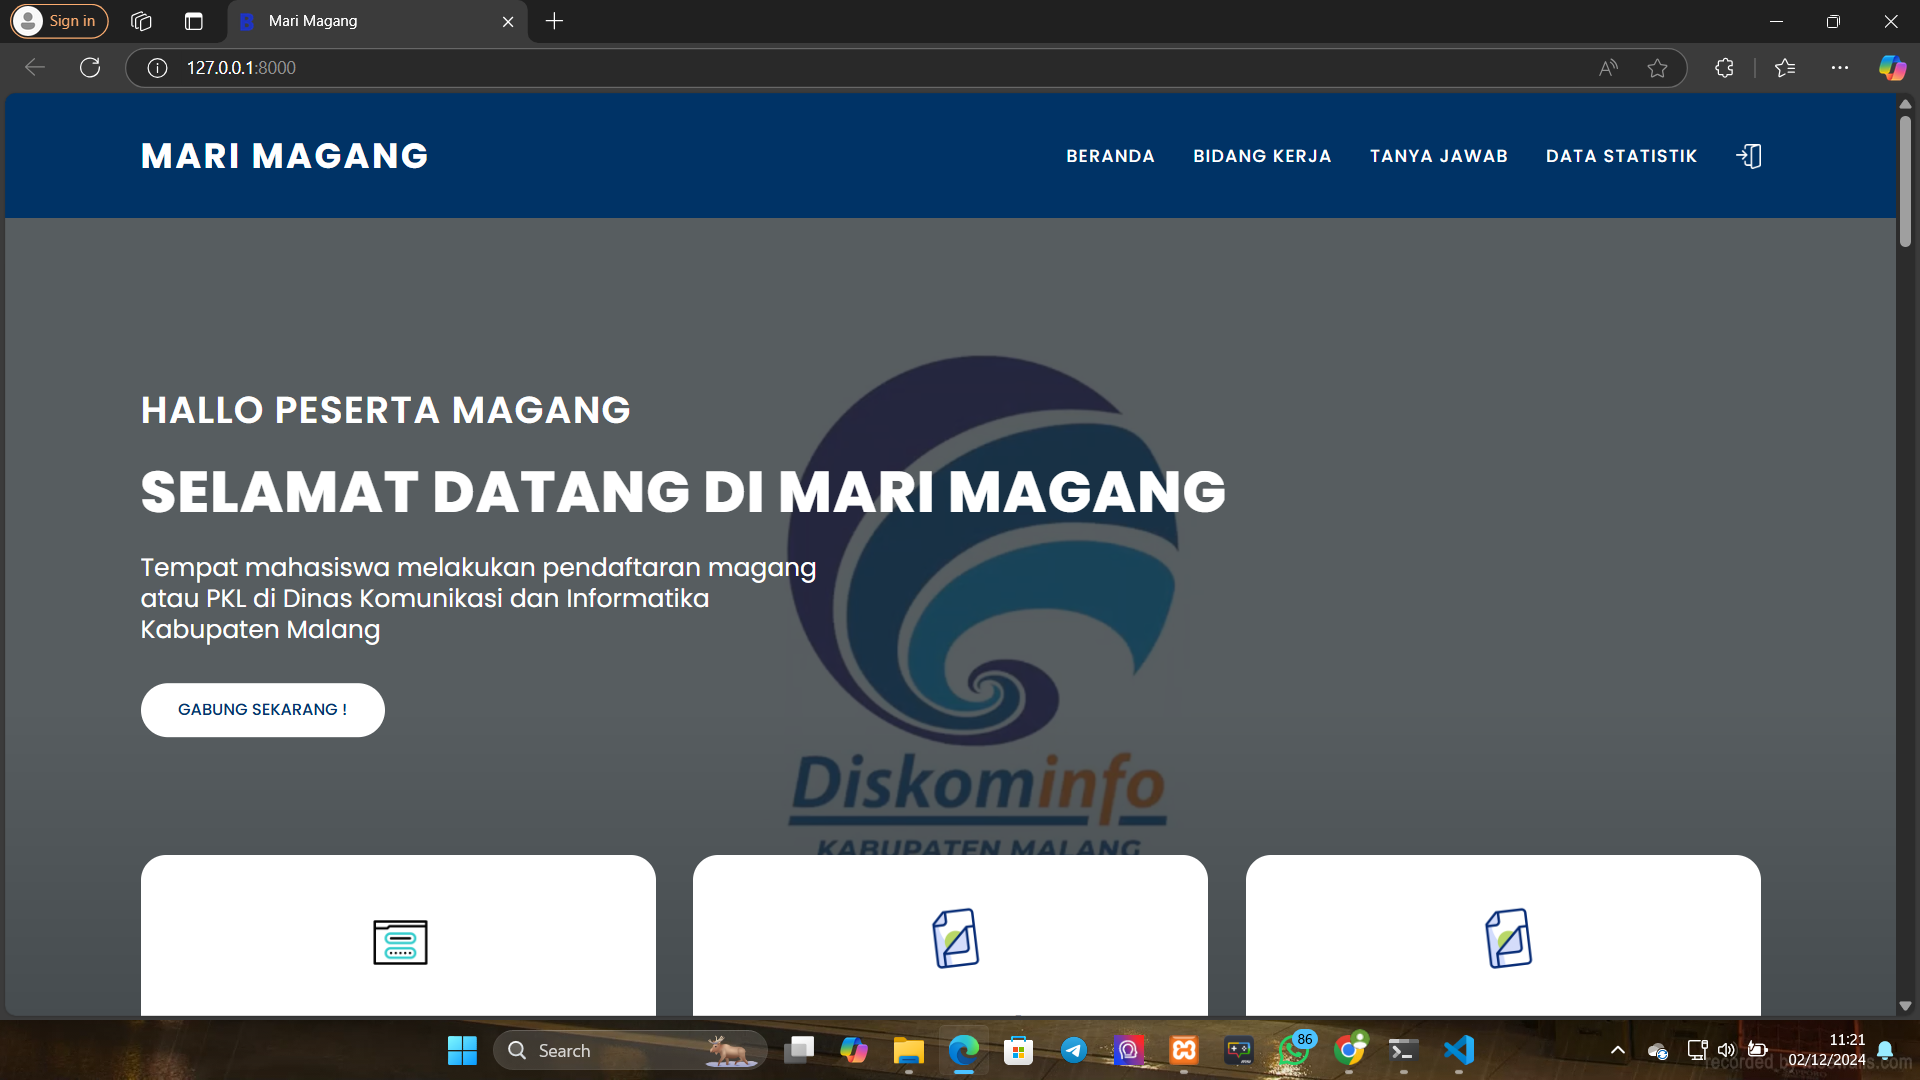 Sign in
Mari Magang
127.0.0.1:8000
MARI MAGANG
BERANDA
BIDANG KERJA
TANYA JAWAB
DATA STATISTIK
HALLO PESERTA MAGANG
SELAMAT DATANG DI MARI MAGANG
Tempat mahasiswa melakukan pendaftaran magang
atau PKL di Dinas Komunikasi dan Informatika
Kabupaten Malang
GABUNG SEKARANG !
Diskominfo
KABUPATEN MALANG
Search
86
11:21
02/12/2024